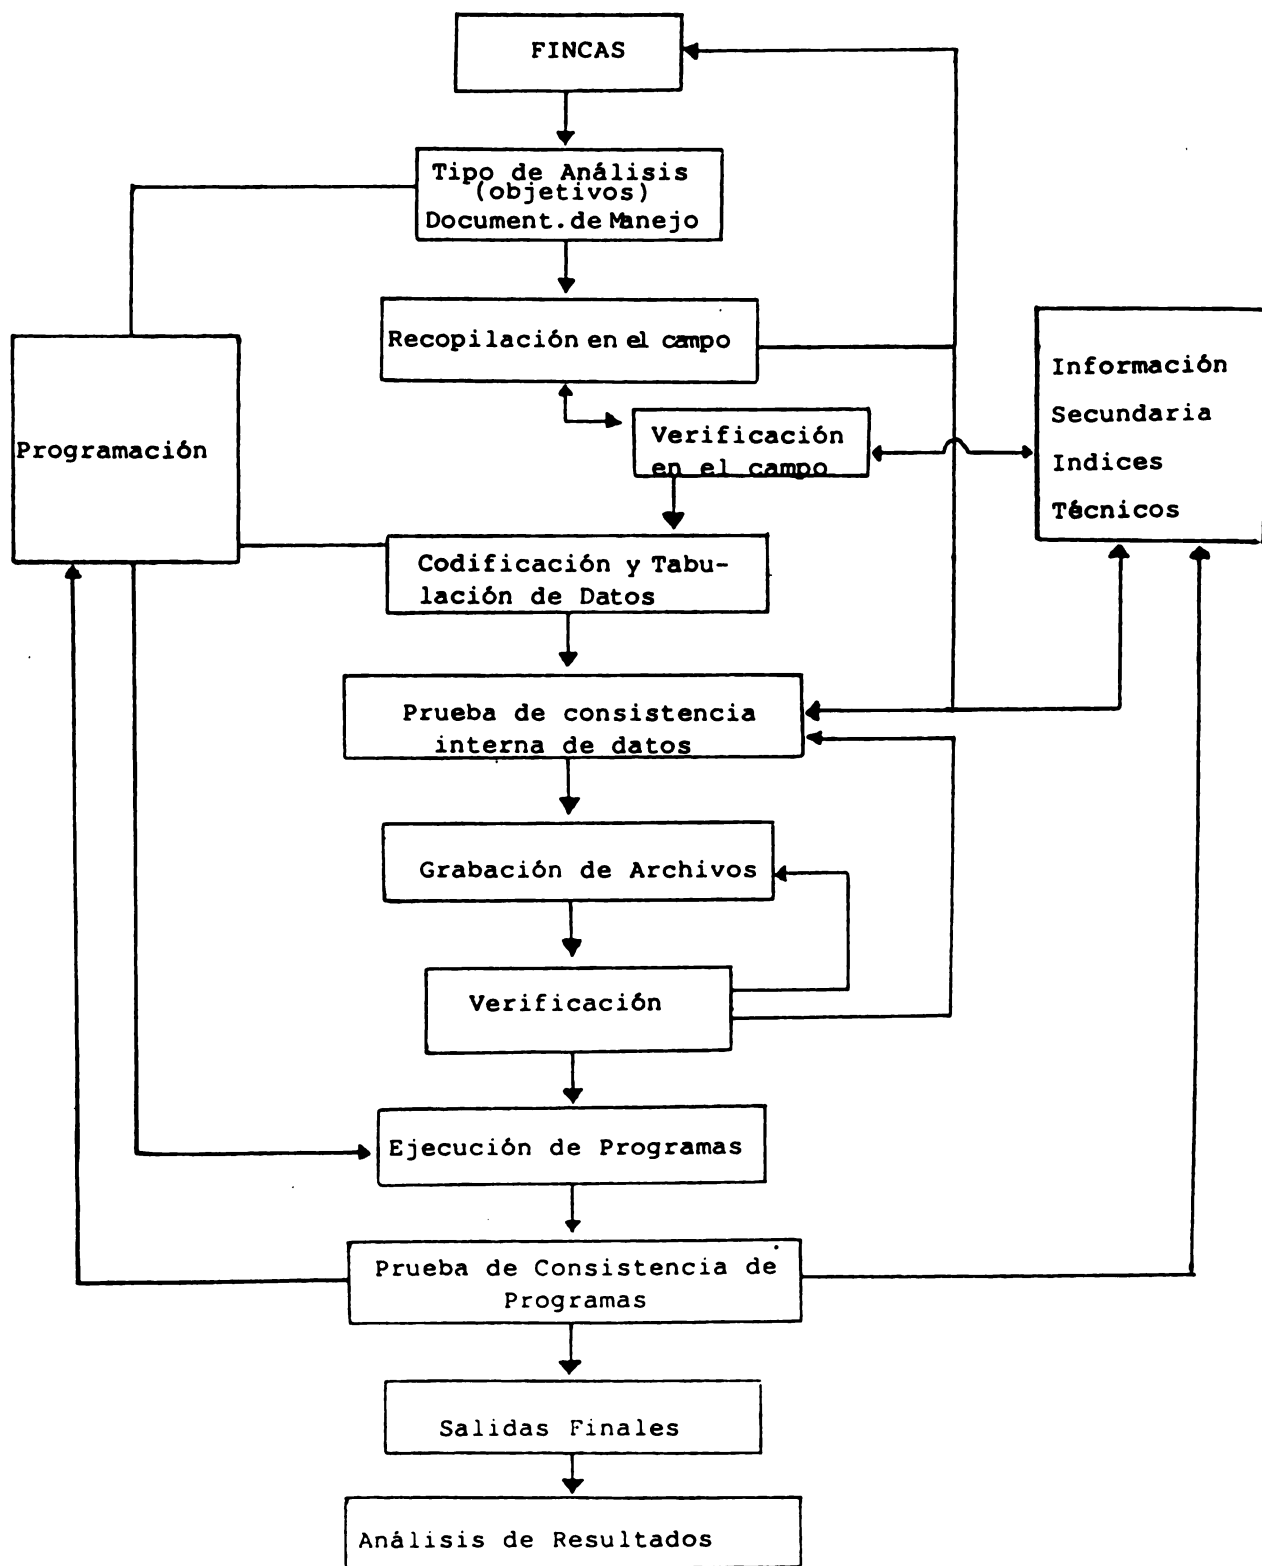 FINCAS
Tipo de Análisis
(objetivos)
Document. de Manejo
Recopilación en el campo
Programación
Verificación
en el campo
Información
Secundaria
Indices
Técnicos
Codificación y Tabu-
lación de Datos
Prueba de consistencia
interna de datos
Grabación de Archivos
Verificación
Ejecución de Programas
Prueba de Consistencia de
Programas
Salidas Finales
Análisis de Resultados